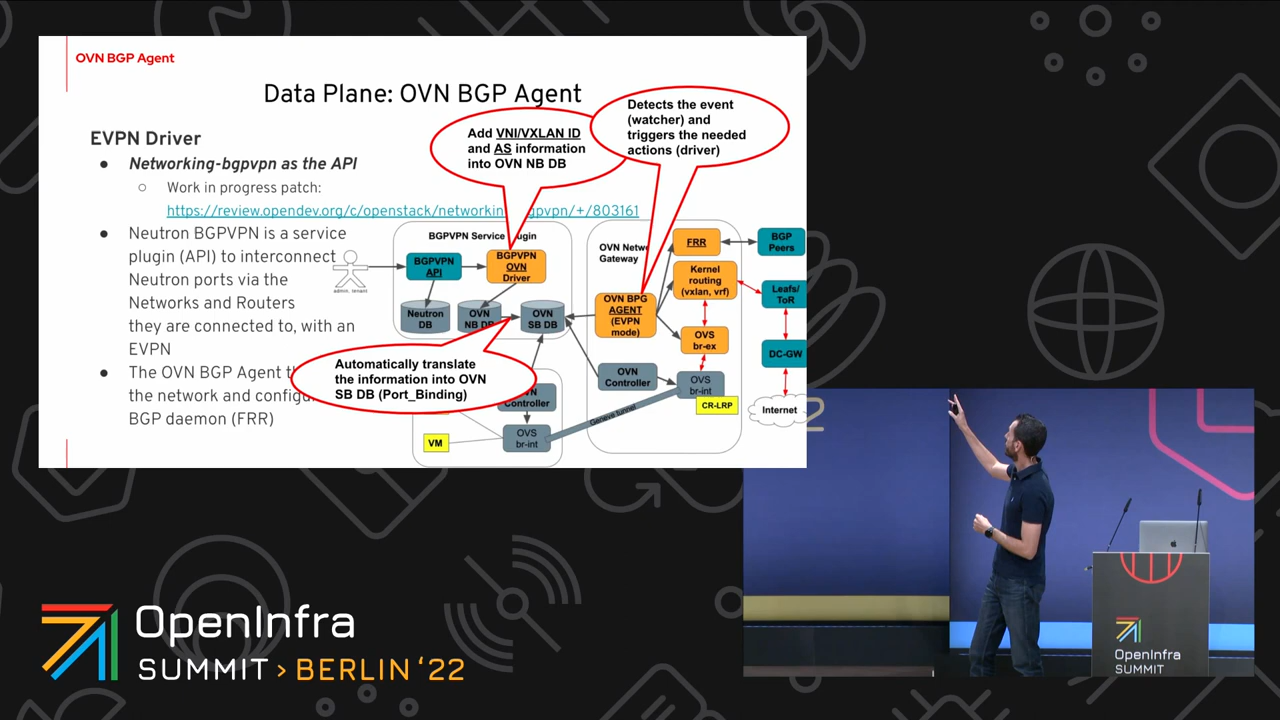 OVN BGP Agent
Data Plane: OVN BGP Agent
EVPN Driver
Networking-bgpvpn as the API
Work in progress patch:
https://review.opendev.org/c/openstack/networkin gpvpn/+/803161
Neutron BGPVPN is a service
plugin (API) to interconnect
Neutron ports via the
Networks and Routers
they are connected to, with an
EVPN
The OVN BGP Agent
the network and
BGP daemon (FRR)
Add VNI/VXLAN ID
and AS information
into OVN NB DB
Detects the event
(watcher) and
triggers the needed
actions (driver)
Automatically translate
the information into OVN
SB DB (Port_Binding)
BGPVPN Service
admin, tenant
BGPVPN
API
BGPVPN
OVN
Driver
Neutron
DB
OVN
NB DB
OVN
SB DB
Controller
OVS
br-int
VM
Geneve tunnel
OVN
Gateway
OVN BPG
AGENT
(EVPN
mode)
FRR
Kernel
routing
(vxlan, vrf)
OVS
br-ex
OVN
Controller
OVS
br-int
CR-LRP
BGP
Peers
Leafs/
ToR
DC-GW
Internet
2
OpenInfra
SUMMIT > BERLIN ‘22
OpenInfra
SUMMIT